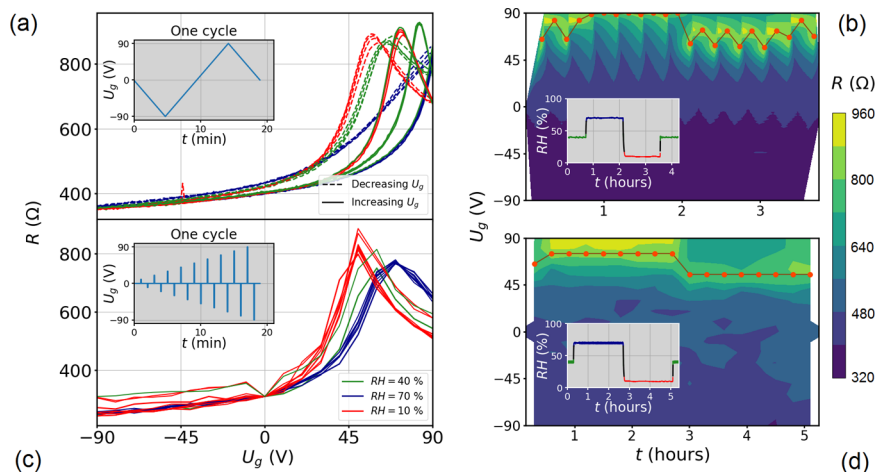 (a)
One cycle
90
0
−90
U_g (V)
0
10
20
t (min)
800
600
400
Decreasing U_g
Increasing U_g
R (Ω)
One cycle
90
0
−90
U_g (V)
0
10
20
t (min)
800
600
400
RH = 40 %
RH = 70 %
RH = 10 %
−90
−45
0
45
90
U_g (V)
(c)
(b)
90
45
0
−45
−90
100
50
0
RH (%)
0
1
2
3
4
t (hours)
1
2
3
U_g (V)
R (Ω)
960
800
640
480
320
90
45
0
−45
−90
100
50
0
RH (%)
0
1
2
3
4
5
t (hours)
1
2
3
4
5
t (hours)
(d)